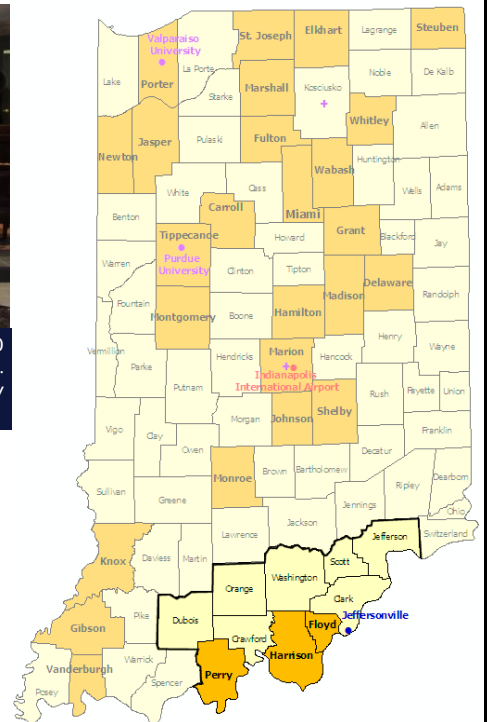 Valparaiso
University
St. Joseph
Elkhart
Lagrange
Steuben
Lake
Porter
La Porte
Noble
De Kalb
Starke
Marshall
Kosciusko
Whitley
Allen
Newton
Jasper
Pulaski
Fulton
Wabash
Huntington
Wells
Adams
White
Cass
Miami
Benton
Carroll
Grant
Blackford
Jay
Tippecanoe
Howard
Warren
Purdue
University
Clinton
Tipton
Delaware
Randolph
Madison
Fountain
Montgomery
Boone
Hamilton
Henry
Wayne
Vermillion
Parke
Hendricks
Marion
Hancock
Indianapolis
International Airport
Putnam
Rush
Fayette
Union
Morgan
Johnson
Shelby
Vigo
Clay
Owen
Franklin
Decatur
Monroe
Brown
Bartholomew
Dearborn
Sullivan
Greene
Ripley
Jennings
Ohio
Jackson
Switzerland
Lawrence
Jefferson
Knox
Daviess
Martin
Scott
Washington
Orange
Clark
Pike
Dubois
Jeffersonville
Gibson
Floyd
Crawford
Harrison
Warrick
Vanderburgh
Perry
Spencer
Posey